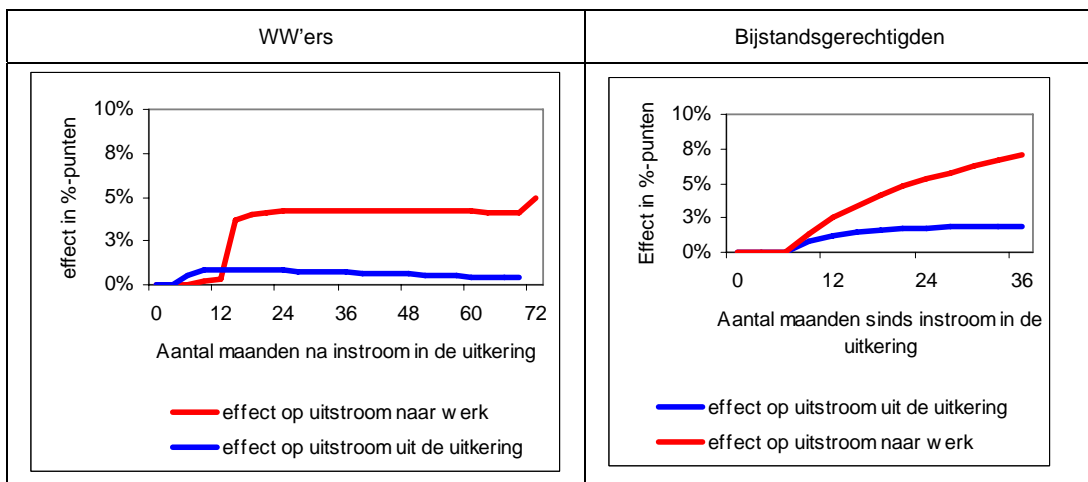 WW'ers
effect in %-punten
10%
8%
5%
3%
0%
0 12 24 36 48 60 72
Aantal maanden na instroom in de uitkering
effect op uitstroom naar werk
effect op uitstroom uit de uitkering
Bijstandsgerechtigden
Effect in %-punten
10%
8%
5%
3%
0%
0 12 24 36
Aantal maanden sinds instroom in de
uitkering
effect op uitstroom uit de uitkering
effect op uitstroom naar werk